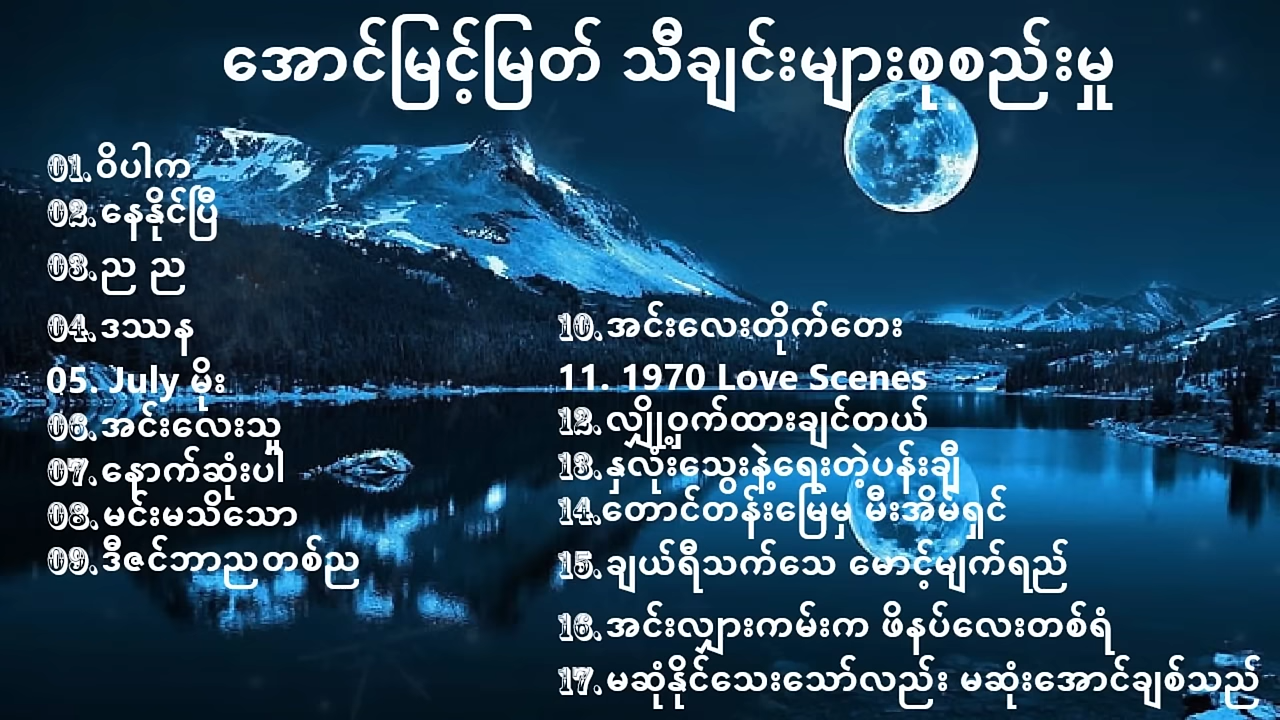 အောင်မြင့်မြတ် သီချင်းများစုစည်းမှု
01.ဝိပါက
02.နေနိုင်ပြီ
03.ည ည
04.ဒဿန
05. July မိုး
06.အင်းလေးသူ
07.နောက်ဆုံးပါ
08.မင်းမသိသော
09.ဒီဇင်ဘာညတစ်ည
10.အင်းလေးတိုက်တေး
11. 1970 Love Scenes
12.လျှို့ဝှက်ထားချင်တယ်
13.နှလုံးသွေးနဲ့ရေးတဲ့ပန်းချီ
14.တောင်တန်းမြေမှ မီးအိမ်ရှင်
15.ချယ်ရီသက်သေ မောင့်မျက်ရည်
16.အင်းလျှားကမ်းက ဖိနပ်လေးတစ်ရံ
17.မဆုံနိုင်သေးသော်လည်း မဆုံးအောင်ချစ်သည်